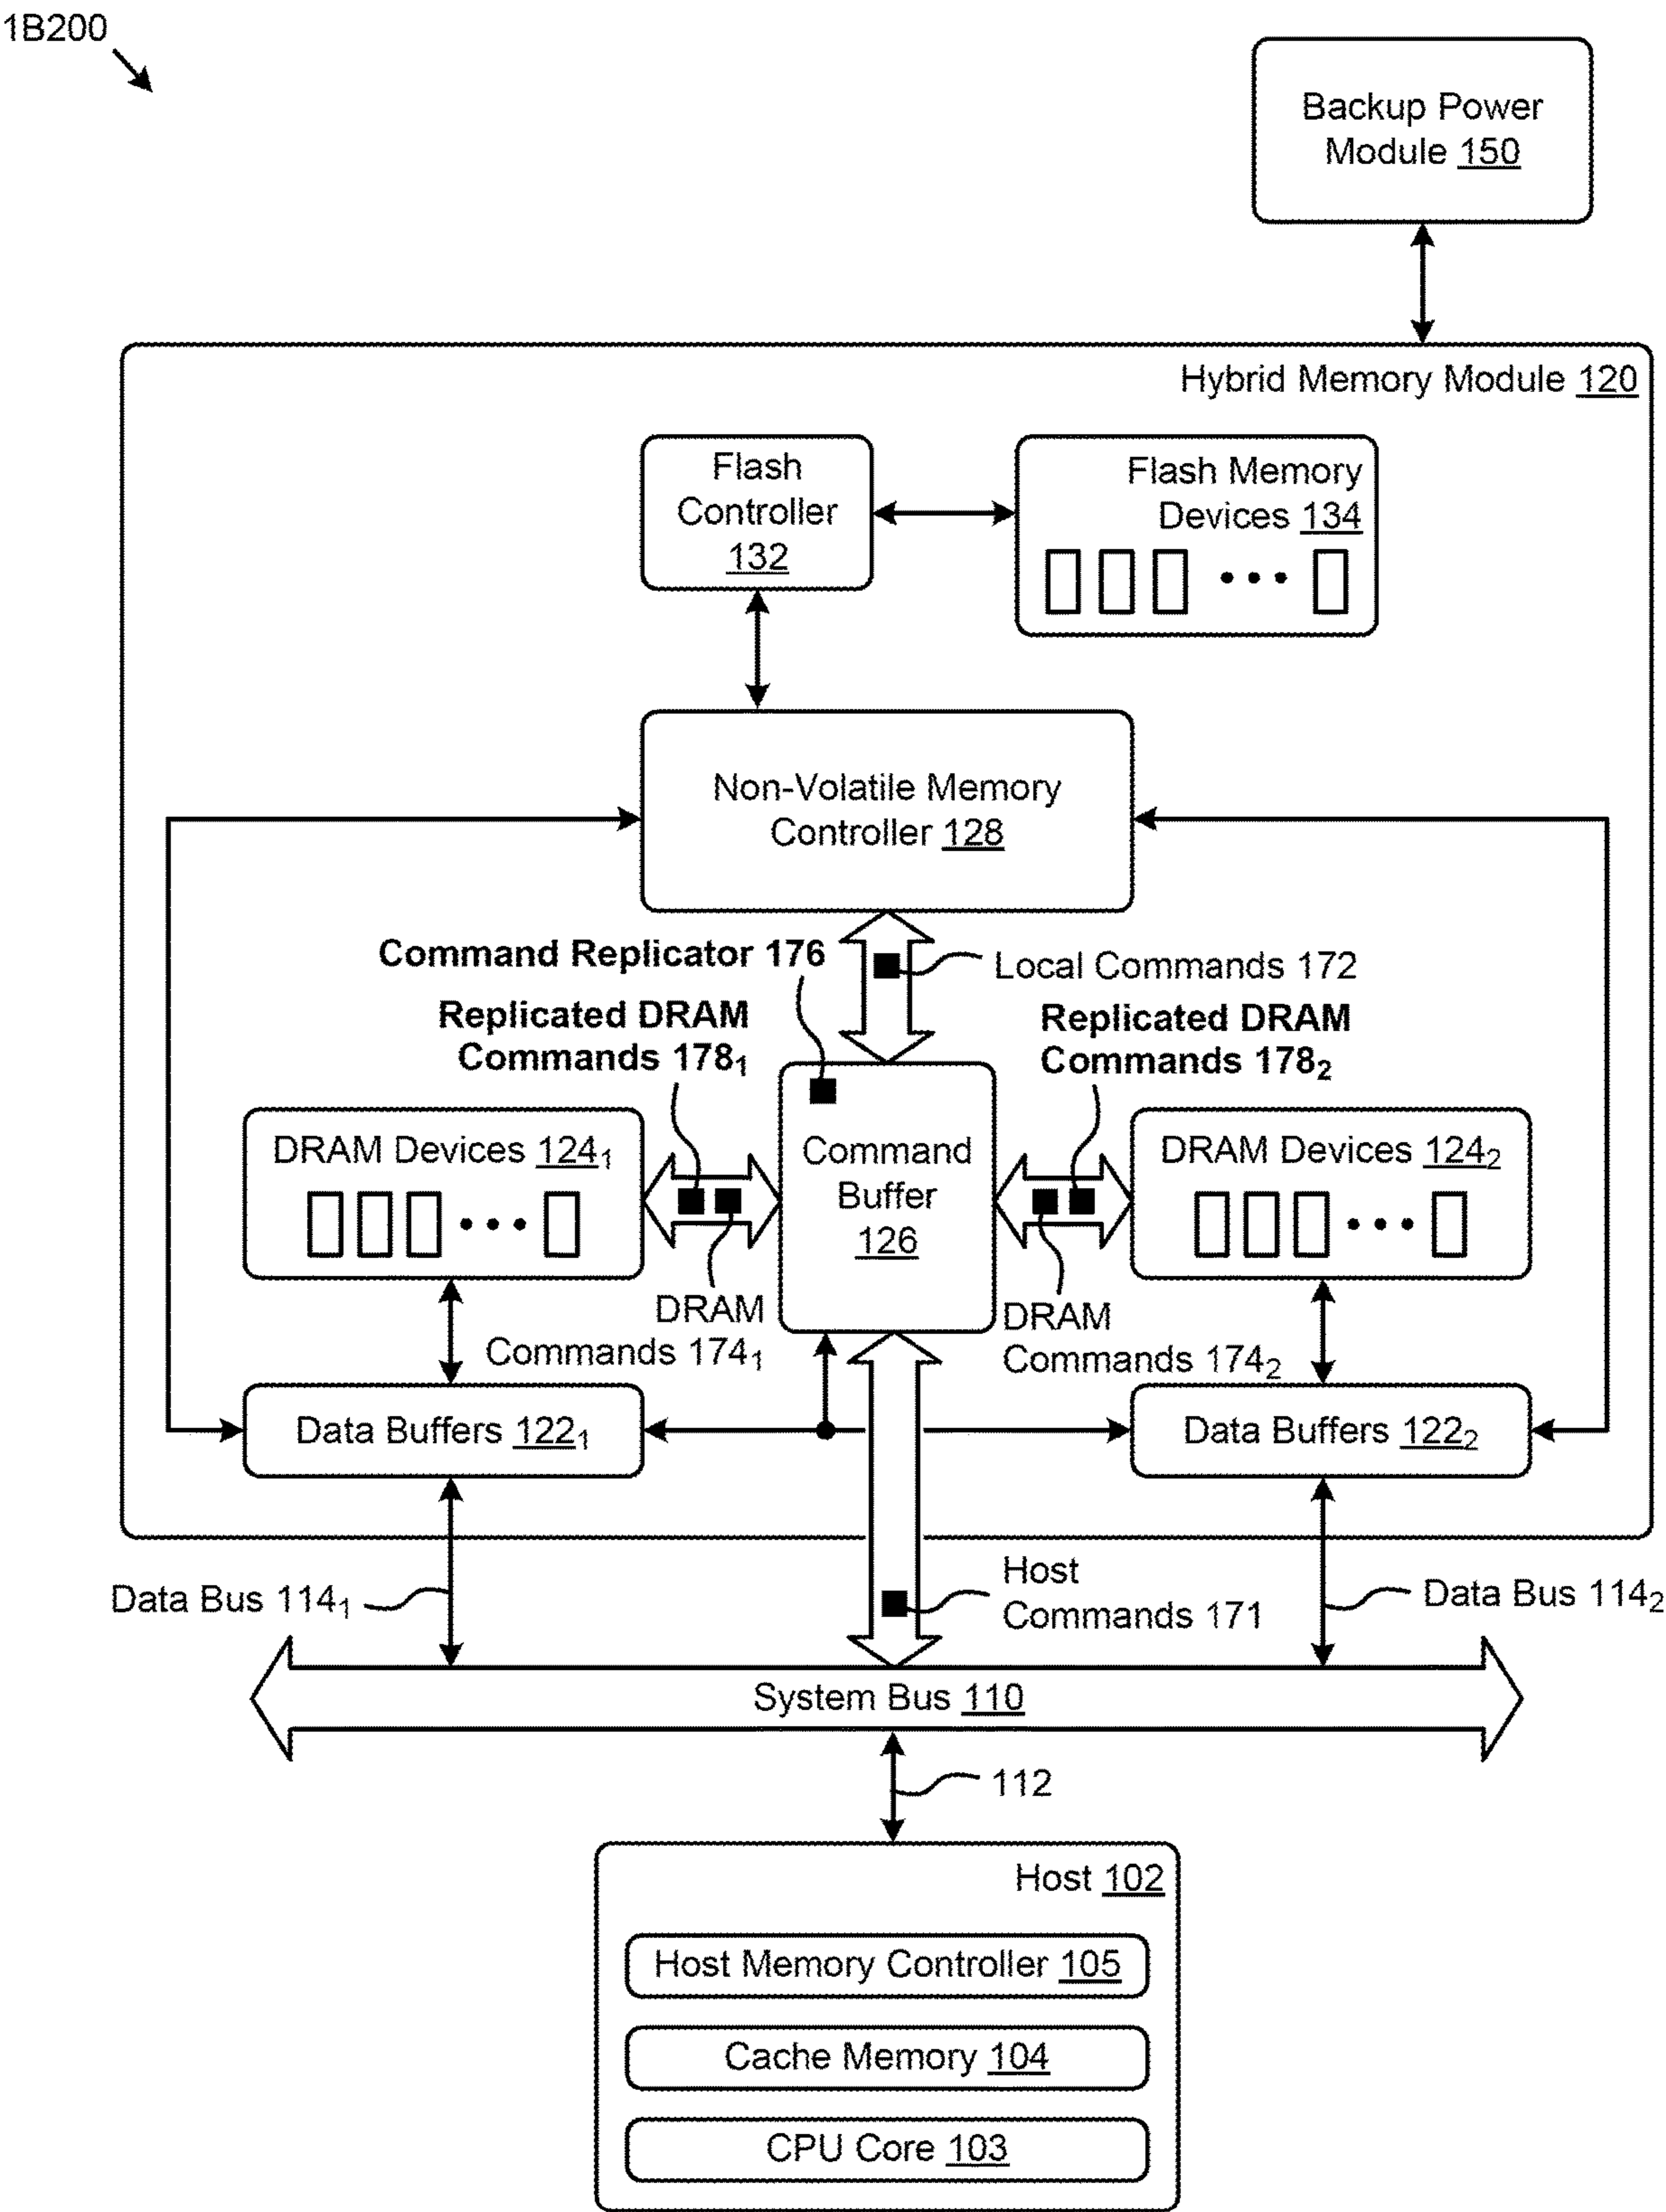 1B200
Backup Power
Module 150
Hybrid Memory Module 120
Flash
Controller
132
Flash Memory
Devices 134
Non-Volatile Memory
Controller 128
Command Replicator 176
Local Commands 172
Replicated DRAM
Commands 178₁
Replicated DRAM
Commands 178₂
DRAM Devices 124₁
Command
Buffer
126
DRAM Devices 124₂
DRAM
Commands 174₁
DRAM
Commands 174₂
Data Buffers 122₁
Data Buffers 122₂
Data Bus 114₁
Host
Commands 171
Data Bus 114₂
System Bus 110
112
Host 102
Host Memory Controller 105
Cache Memory 104
CPU Core 103